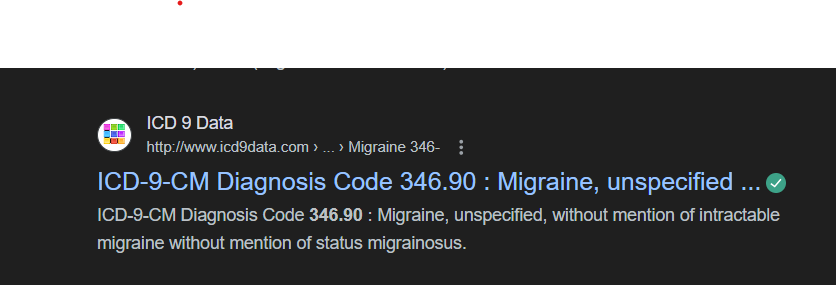 ICD 9 Data
http://www.icd9data.com › ... › Migraine 346-
ICD-9-CM Diagnosis Code 346.90 : Migraine, unspecified ...
ICD-9-CM Diagnosis Code 346.90 : Migraine, unspecified, without mention of intractable
migraine without mention of status migrainosus.